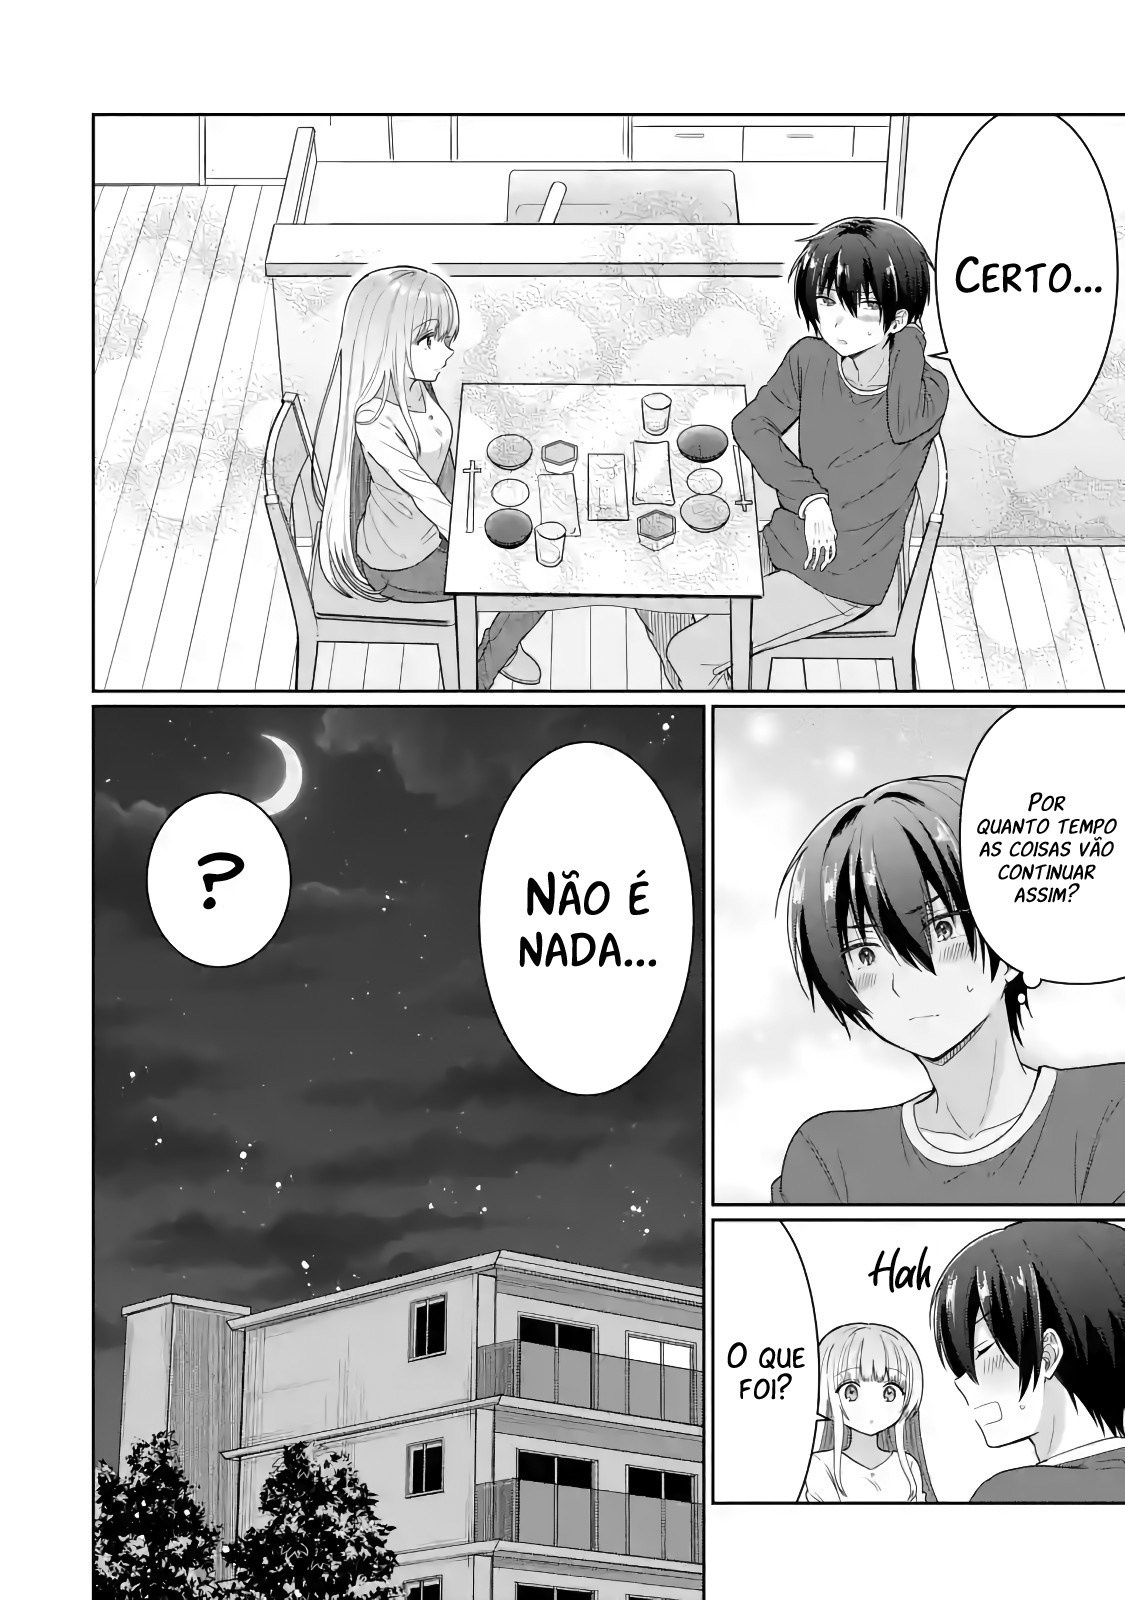 CERTO...
POR
QUANTO TEMPO
AS COISAS VÃO
CONTINUAR
ASSIM?
Hah
O QUE
FOI?
NÃO É
NADA...
?